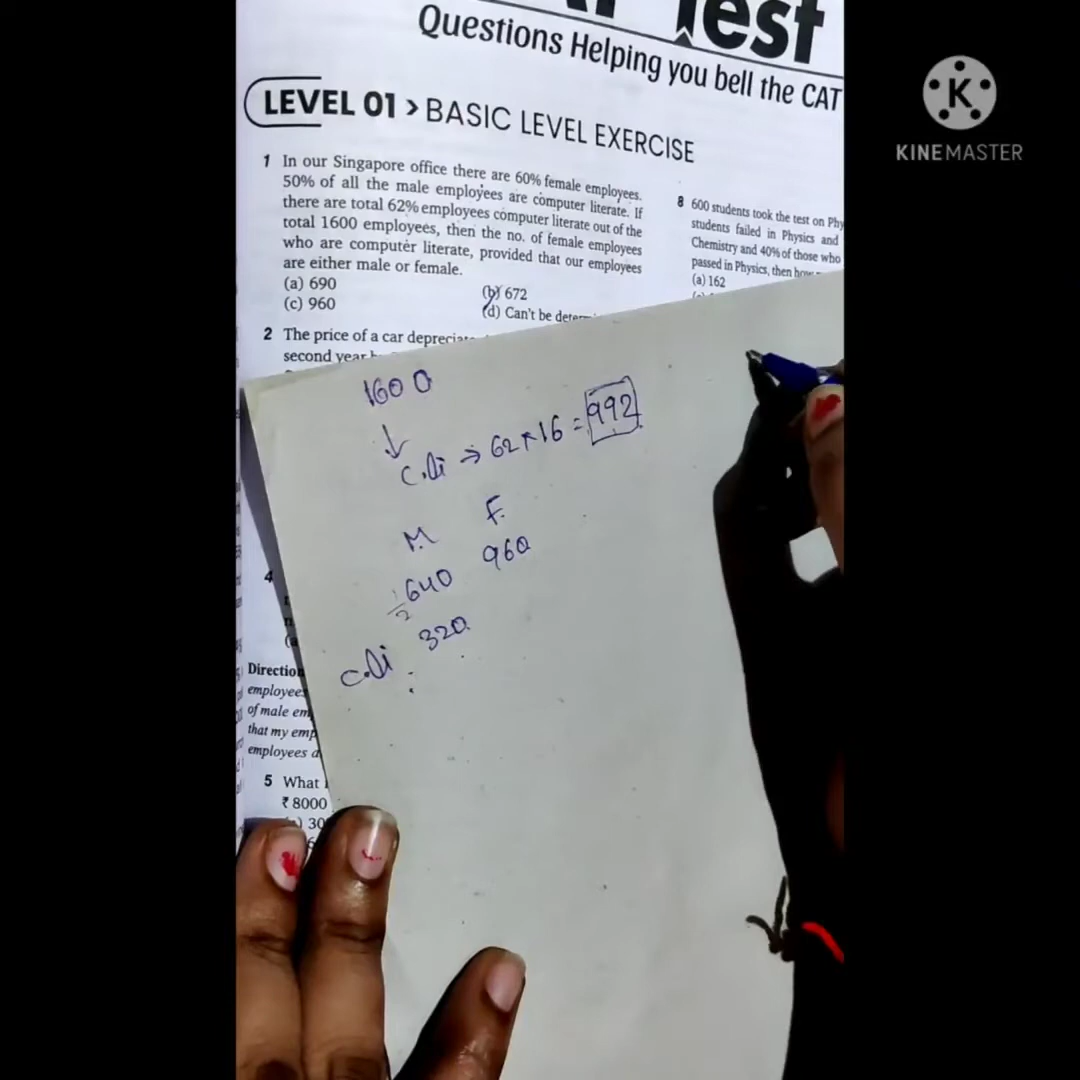 Test
Questions Helping you bell the CAT
LEVEL 01 > BASIC LEVEL EXERCISE
1 In our Singapore office there are 60% female employees.
50% of all the male employees are computer literate. If
there are total 62% employees computer literate out of the
total 1600 employees, then the no. of female employees
who are computer literate, provided that our employees
are either male or female.
(a) 690
(b) 672
(c) 960
(d) Can't be deter
2 The price of a car depreciat
second year
8 600 students took the test on Phy
students failed in Physics and
Chemistry and 40% of those who
passed in Physics, then how
(a) 162
1600
↓
C.li ⇒ 62 × 16 = 992
M. F.
1/2 640 960
c.li 320
4
Direction
employees
of male em
that my emp
employees a
5 What
₹ 8000
30
K
KINEMASTER